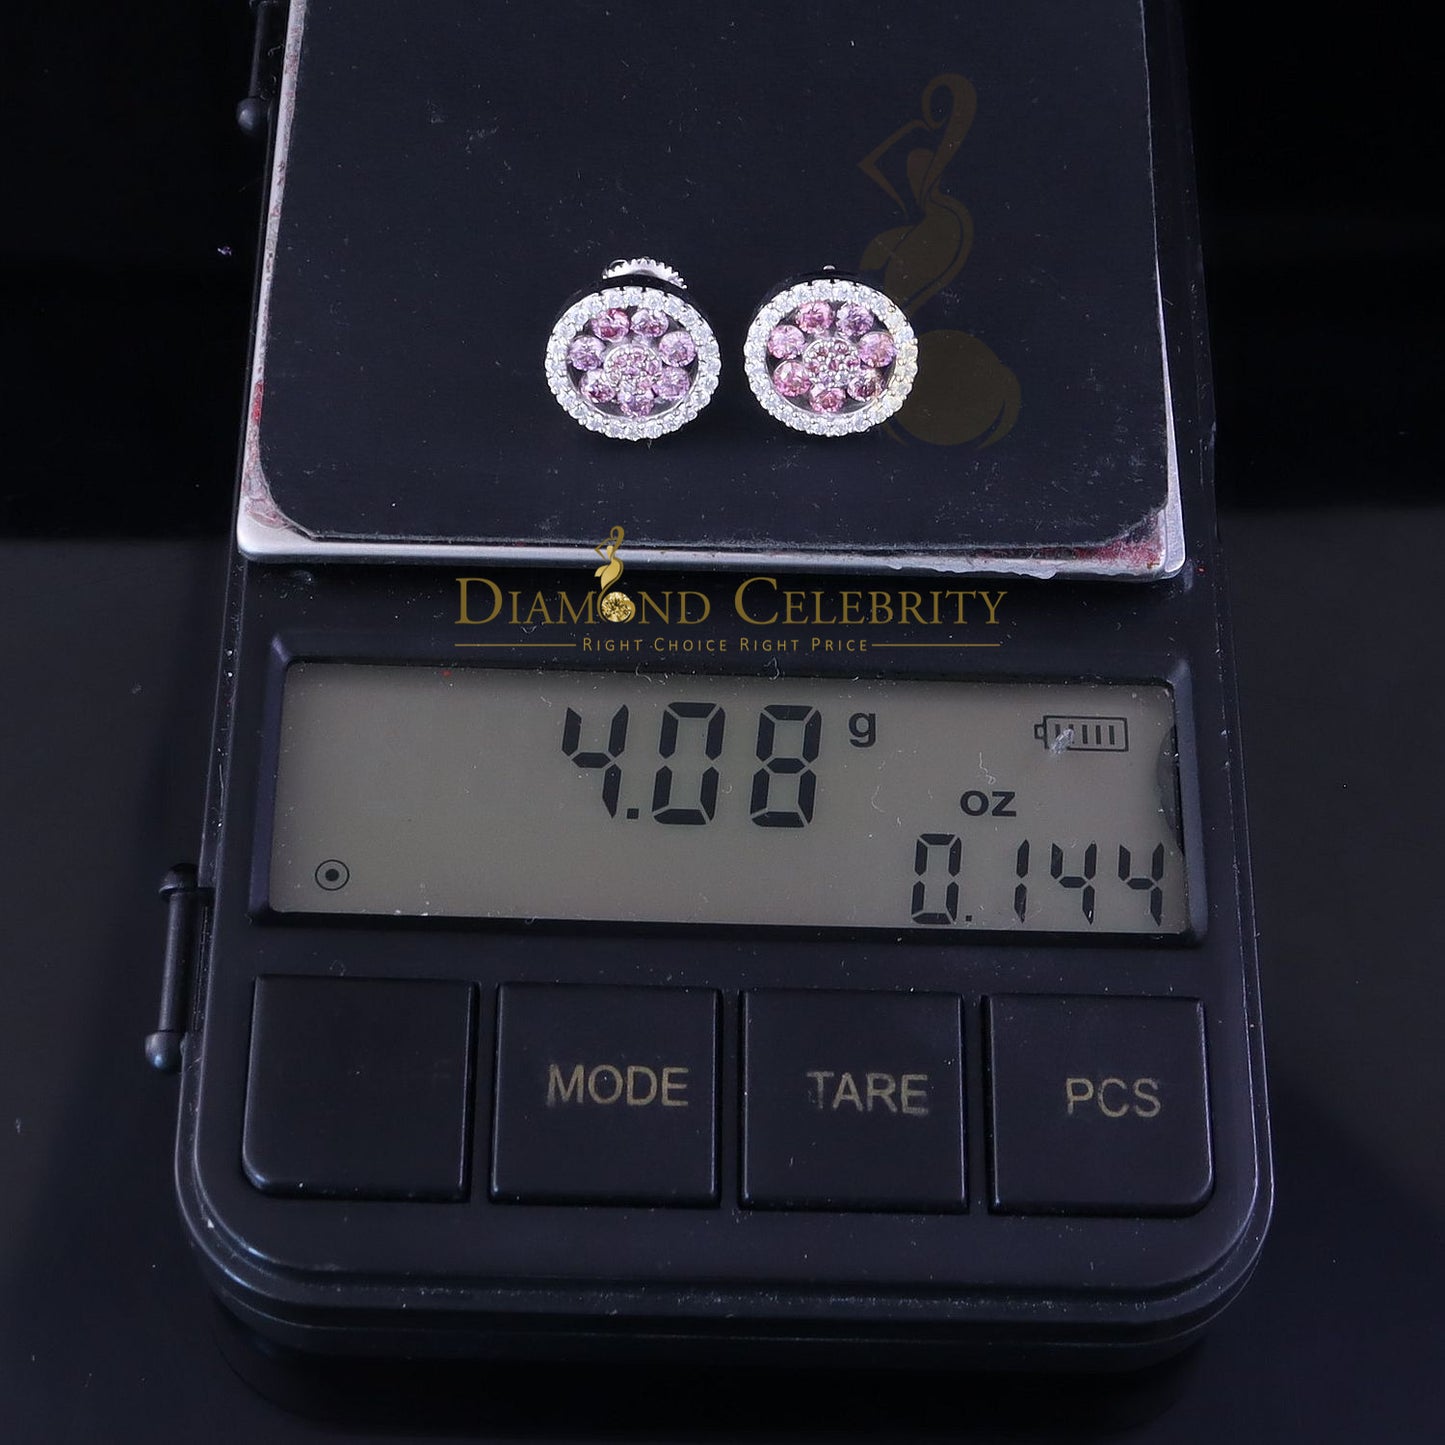 DIAMOND CELEBRITY
RIGHT CHOICE RIGHT PRICE
4.08 g
oz
0.144
MODE
TARE
PCS